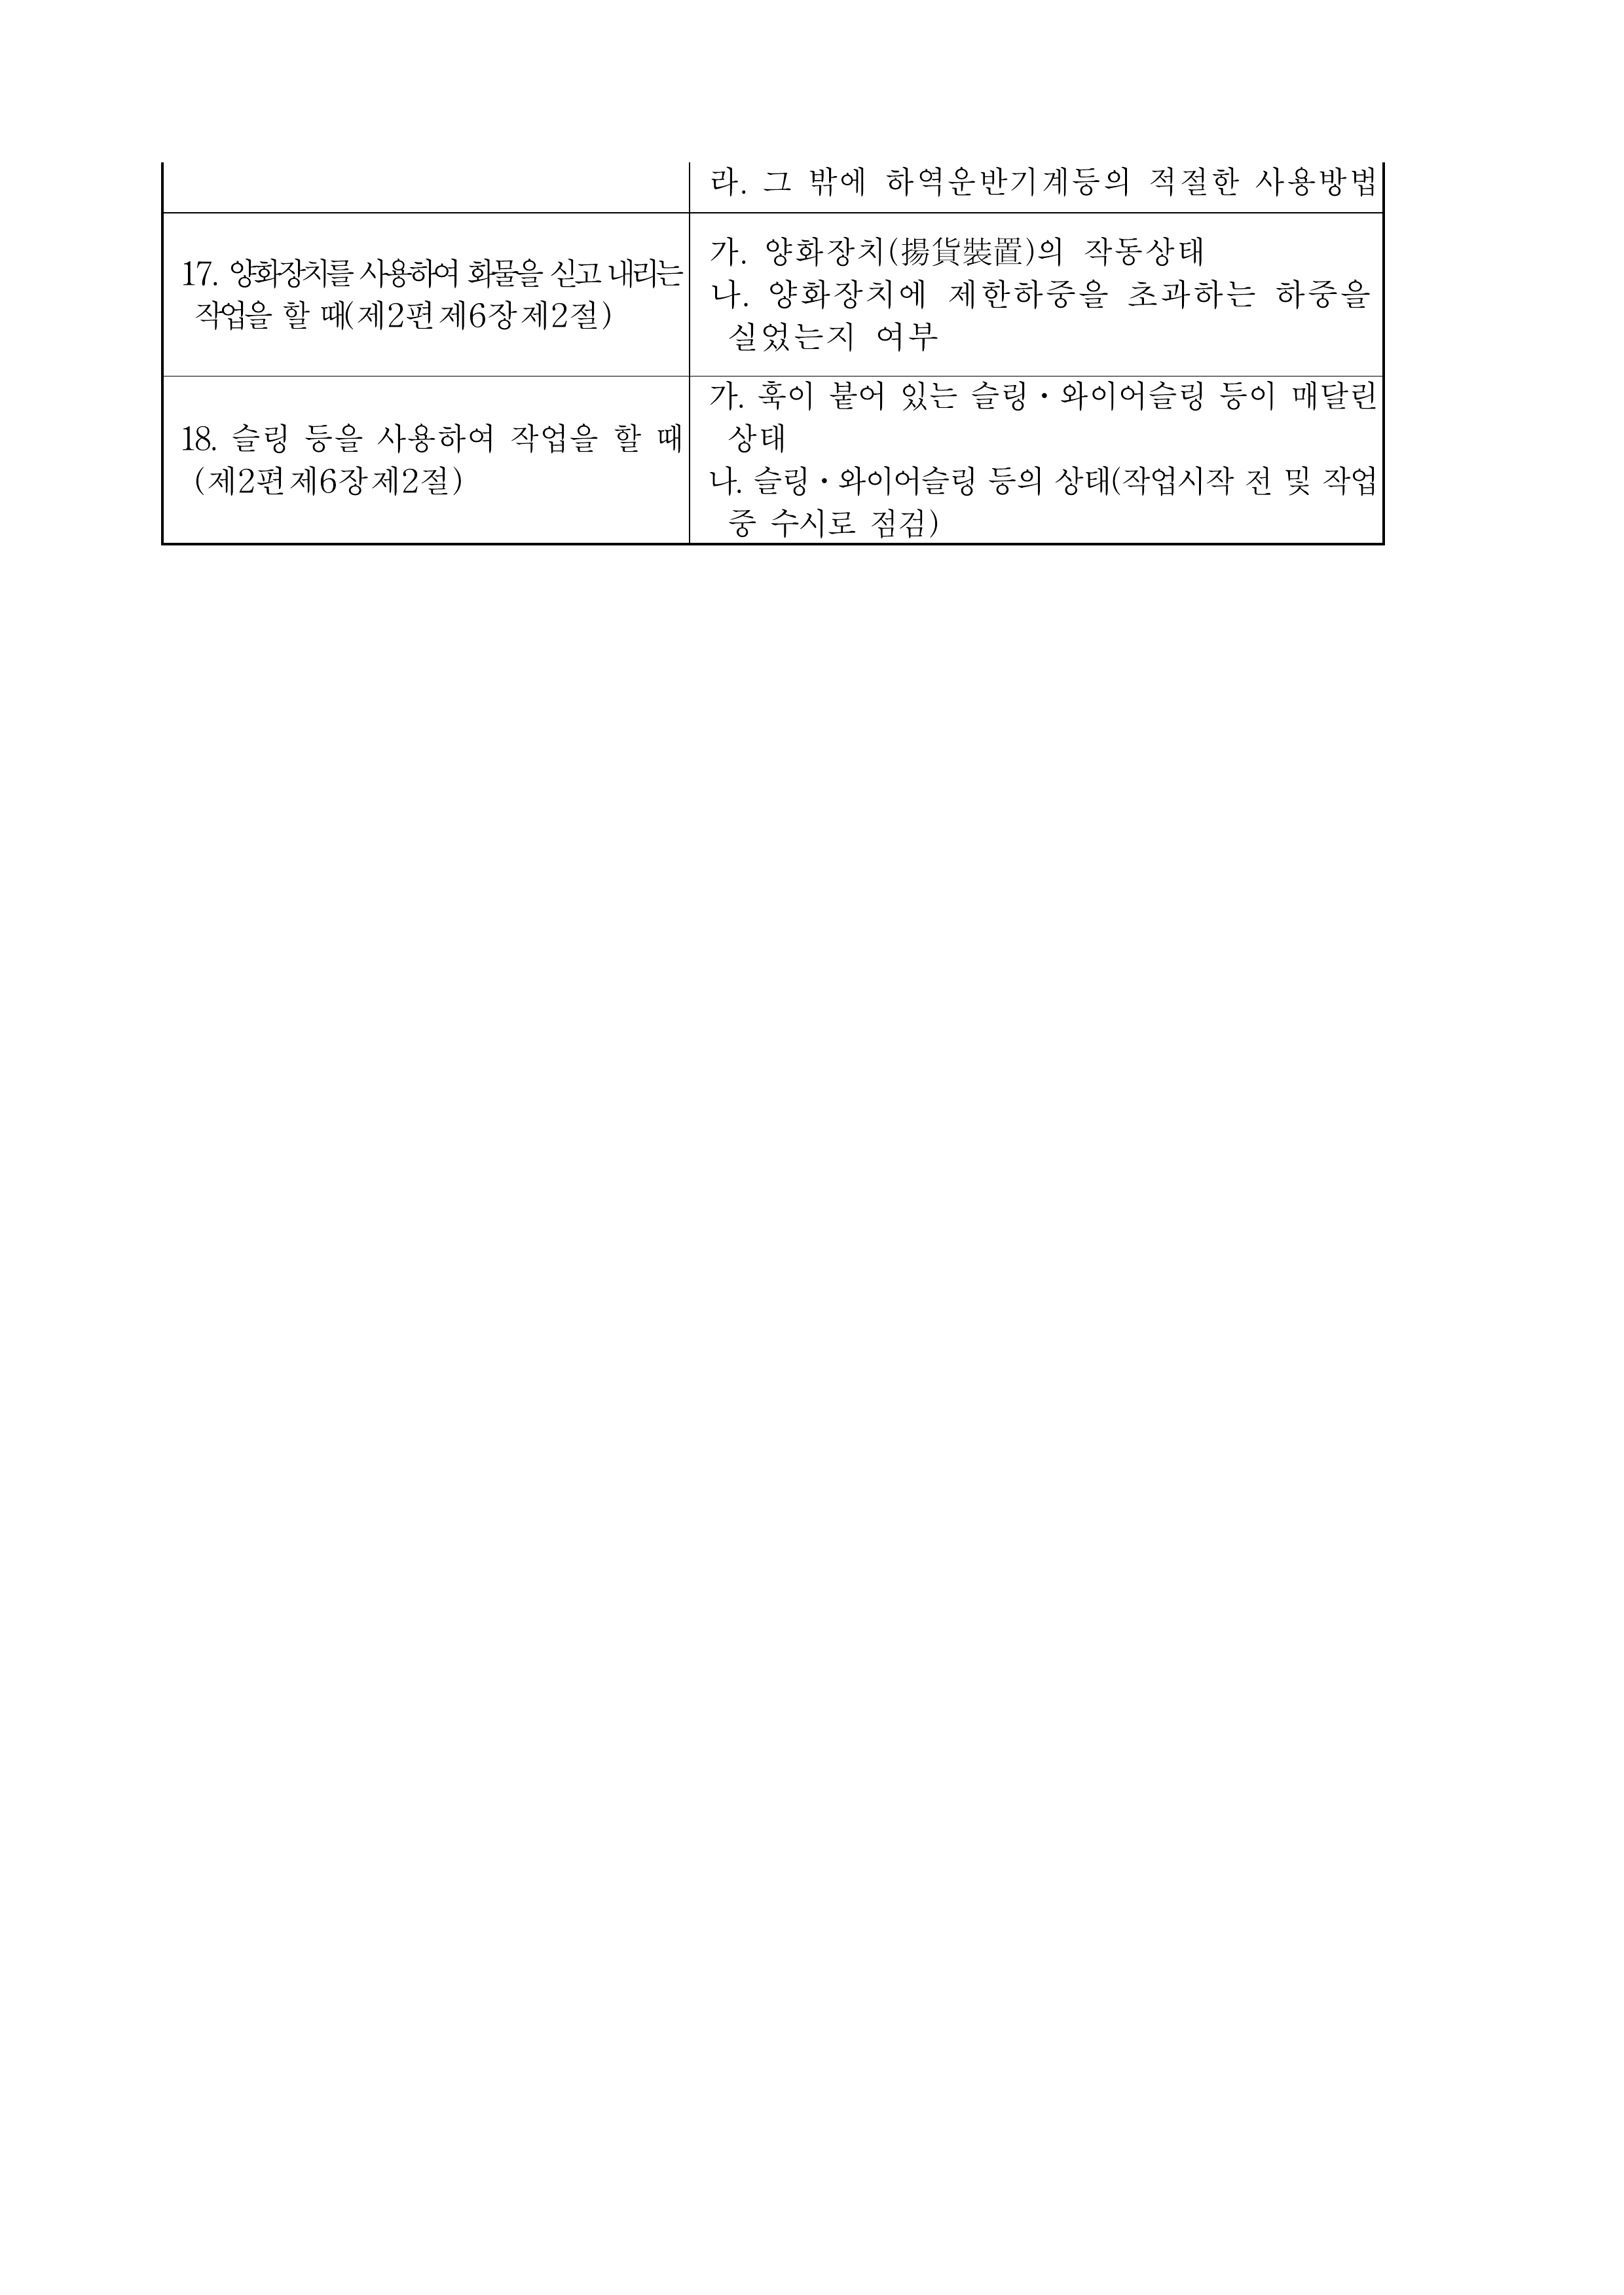 라. 그 밖에 하역운반기계등의 적절한 사용방법
17. 양화장치를 사용하여 화물을 싣고 내리는
작업을 할 때(제2편 제6장 제2절)
가. 양화장치(揚貨裝置)의 작동상태
나. 양화장치에 제한하중을 초과하는 하중을
실었는지 여부
18. 슬링 등을 사용하여 작업을 할 때
(제2편 제6장 제2절)
가. 훅이 붙어 있는 슬링・와이어슬링 등이 매달린
상태
나. 슬링・와이어슬링 등의 상태(작업시작 전 및 작업
중 수시로 점검)